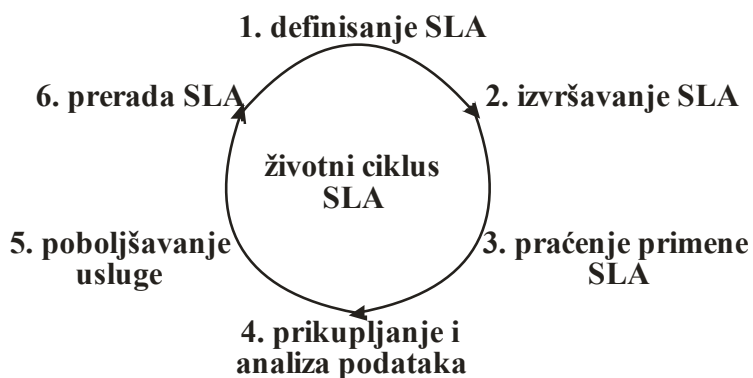 1. definisanje SLA
6. prerada SLA
2. izvršavanje SLA
životni ciklus
SLA
5. poboljšavanje
usluge
3. praćenje primene
SLA
4. prikupljanje i
analiza podataka